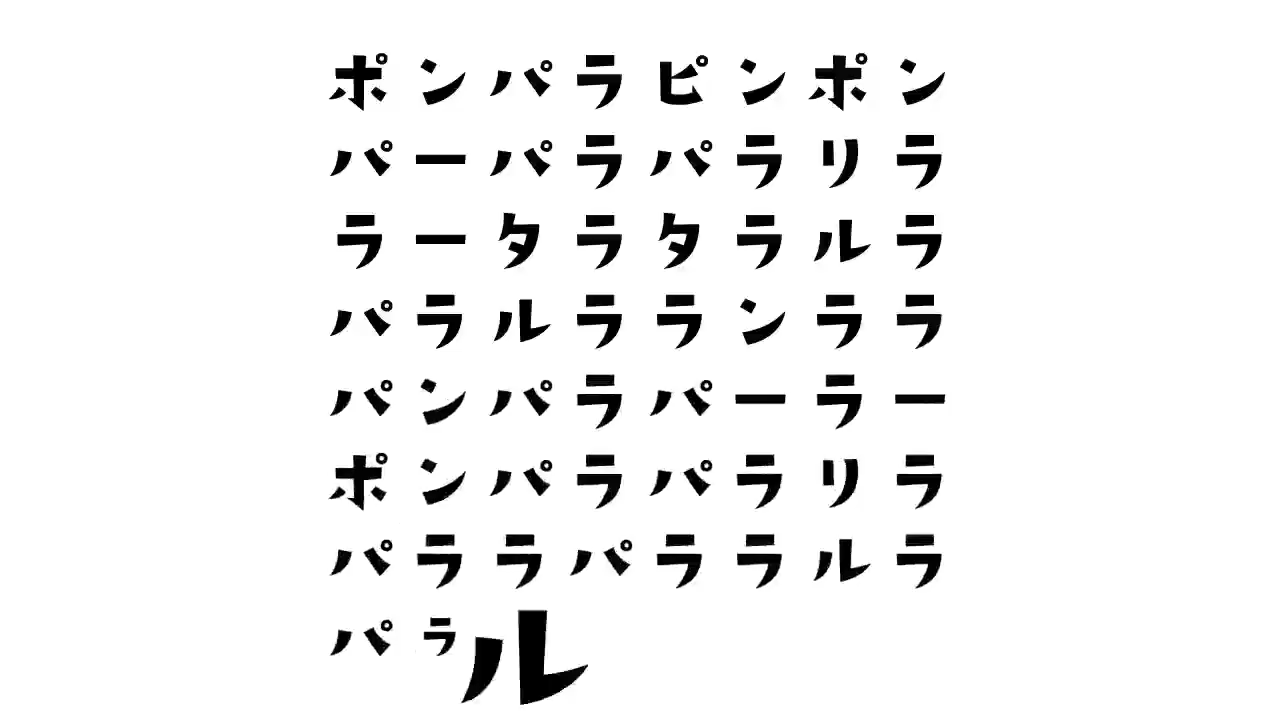 ポンパラピンポン
パーパラパラリラ
ラータラタラルラ
パラルララランララ
パンパラパーラー
ポンパラパラリラ
パララパララルラ
パラル